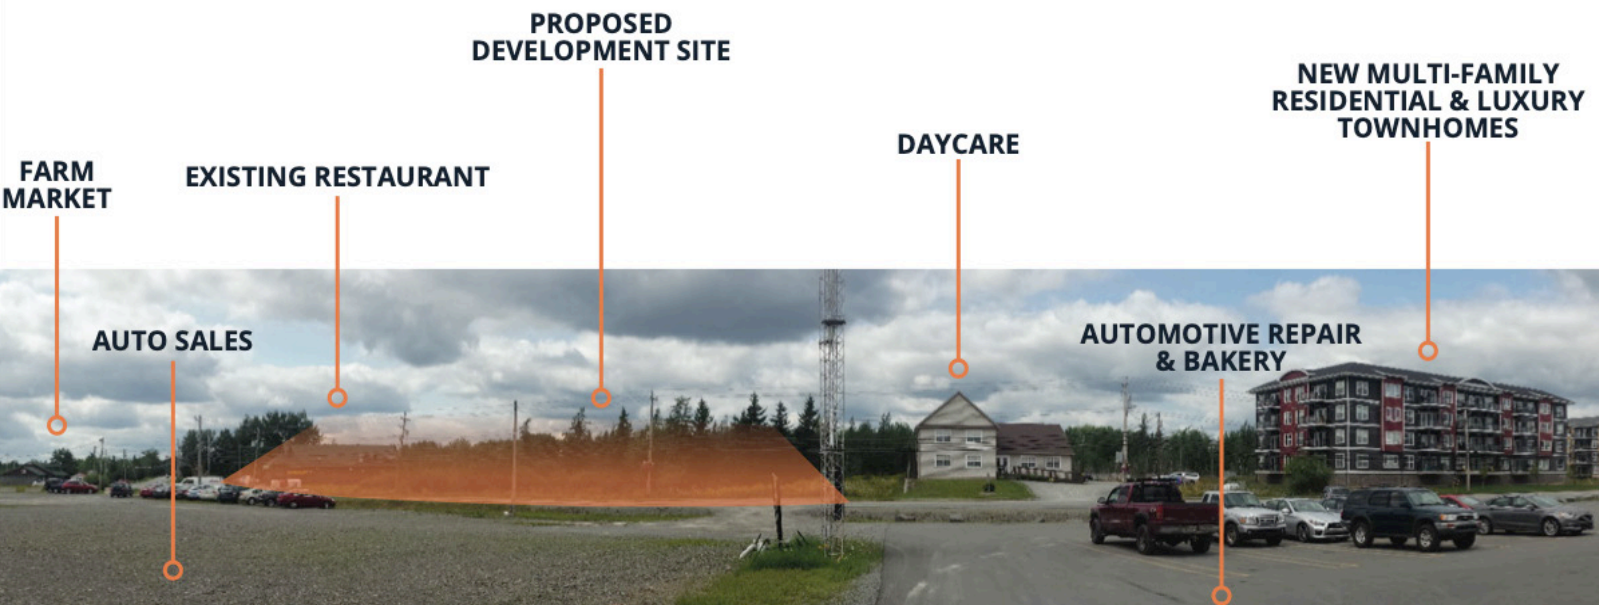 PROPOSED
DEVELOPMENT SITE
NEW MULTI-FAMILY
RESIDENTIAL & LUXURY
TOWNHOMES
DAYCARE
FARM
MARKET
EXISTING RESTAURANT
AUTO SALES
AUTOMOTIVE REPAIR
& BAKERY